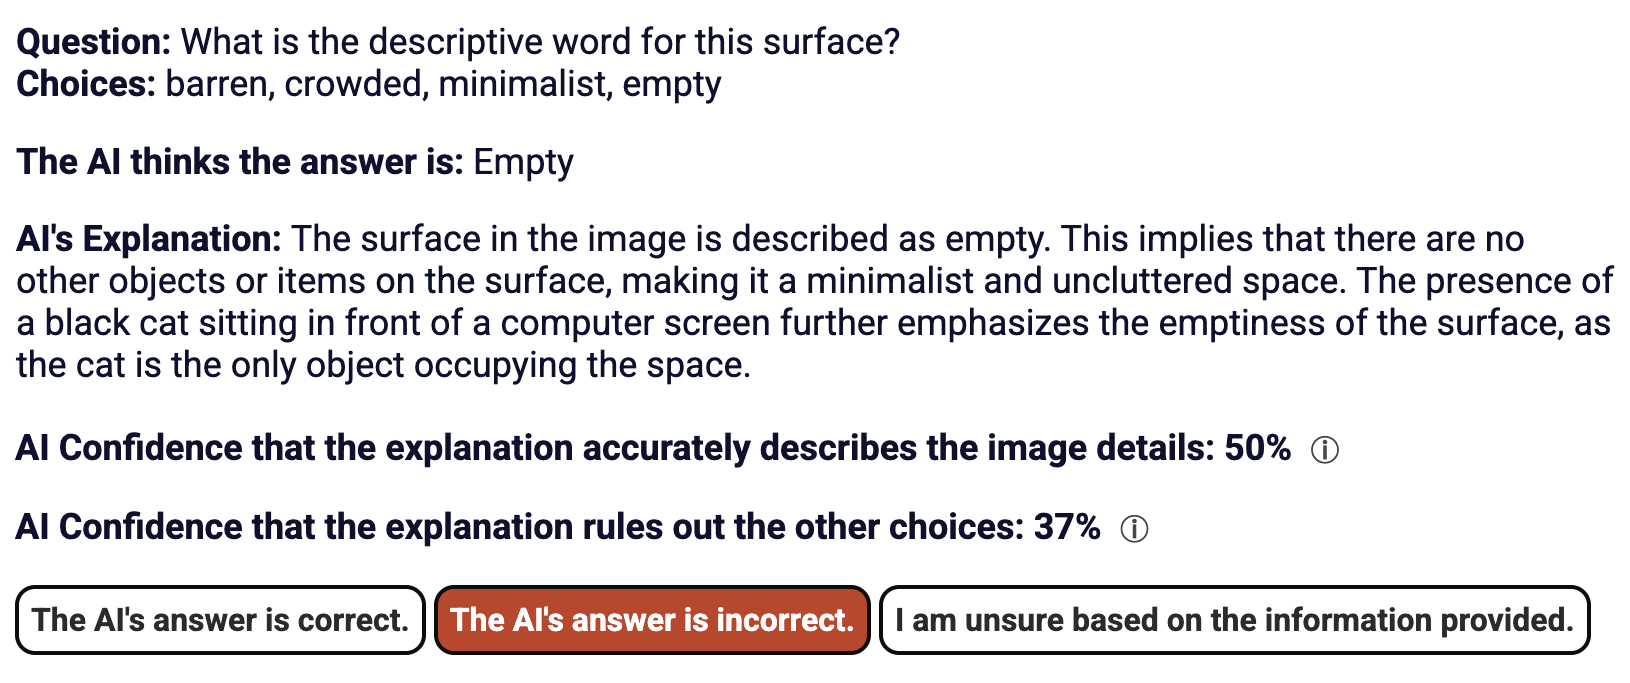 Question: What is the descriptive word for this surface?
Choices: barren, crowded, minimalist, empty
The AI thinks the answer is: Empty
AI's Explanation: The surface in the image is described as empty. This implies that there are no
other objects or items on the surface, making it a minimalist and uncluttered space. The presence of
a black cat sitting in front of a computer screen further emphasizes the emptiness of the surface, as
the cat is the only object occupying the space.
AI Confidence that the explanation accurately describes the image details: 50% ⓘ
AI Confidence that the explanation rules out the other choices: 37% ⓘ
The AI's answer is correct. The AI's answer is incorrect. I am unsure based on the information provided.